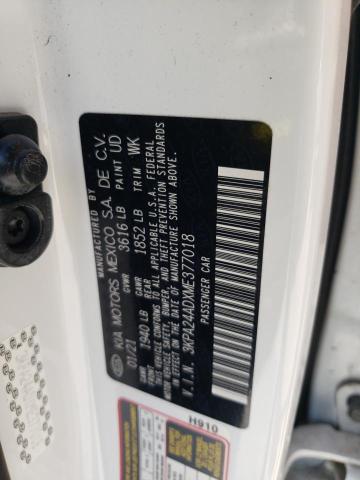 MANUFACTURED BY
KIA MOTORS MEXICO S.A. DE C.V.
GVWR 3616 LB PAINT UD
01/21
GAWR FRONT 1940 LB GAWR REAR 1852 LB TRIM WK
THIS VEHICLE CONFORMS TO ALL APPLICABLE U.S.A. FEDERAL
MOTOR VEHICLE SAFETY, BUMPER, AND THEFT PREVENTION
STANDARDS IN EFFECT ON THE DATE OF MANUFACTURE SHOWN ABOVE.
V.I.N. 3KPA24ADXME377018
PASSENGER CAR
H910